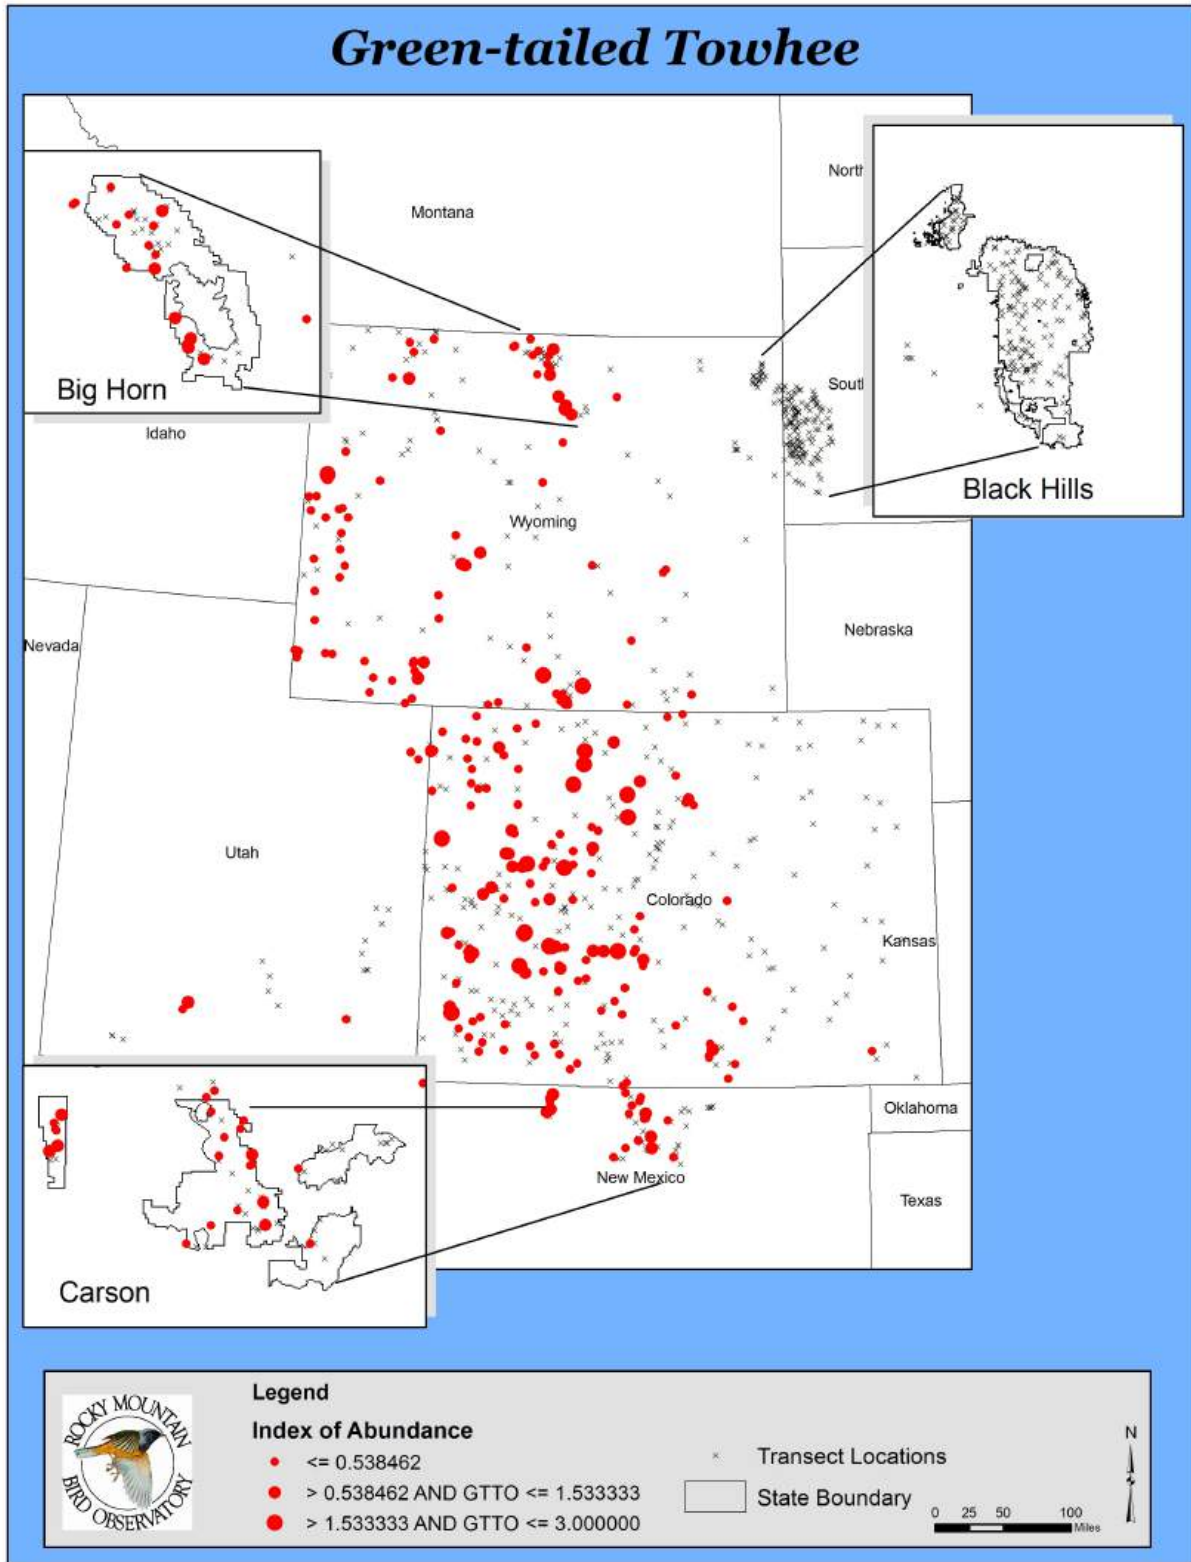 Green-tailed Towhee
Montana
North
South
Big Horn
Black Hills
Idaho
Wyoming
Nevada
Nebraska
Utah
Colorado
Kansas
Oklahoma
New Mexico
Texas
Carson
Legend
Index of Abundance
<= 0.538462
> 0.538462 AND GTTO <= 1.533333
> 1.533333 AND GTTO <= 3.000000
Transect Locations
State Boundary
ROCKY MOUNTAIN
BIRD OBSERVATORY
N
0 25 50 100
Miles